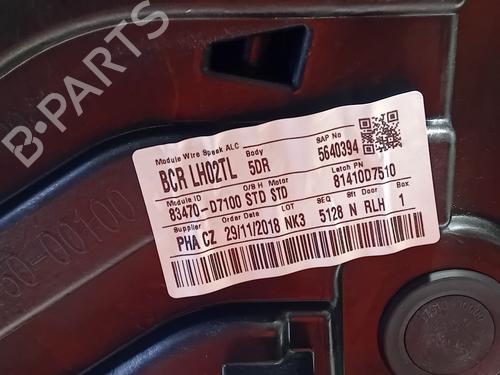 B-PARTS
Module Wire Speak ALC Body SAP No
BCR LH02TL 5DR 5640394
Module ID O/S H Motor Latch PN
83470-D7100 STD STD 81410D7510
Supplier Order Date LOT SEQ Sft Door Box
PHA CZ 29/11/2018 NK3 5128 N RLH 1
60-00100